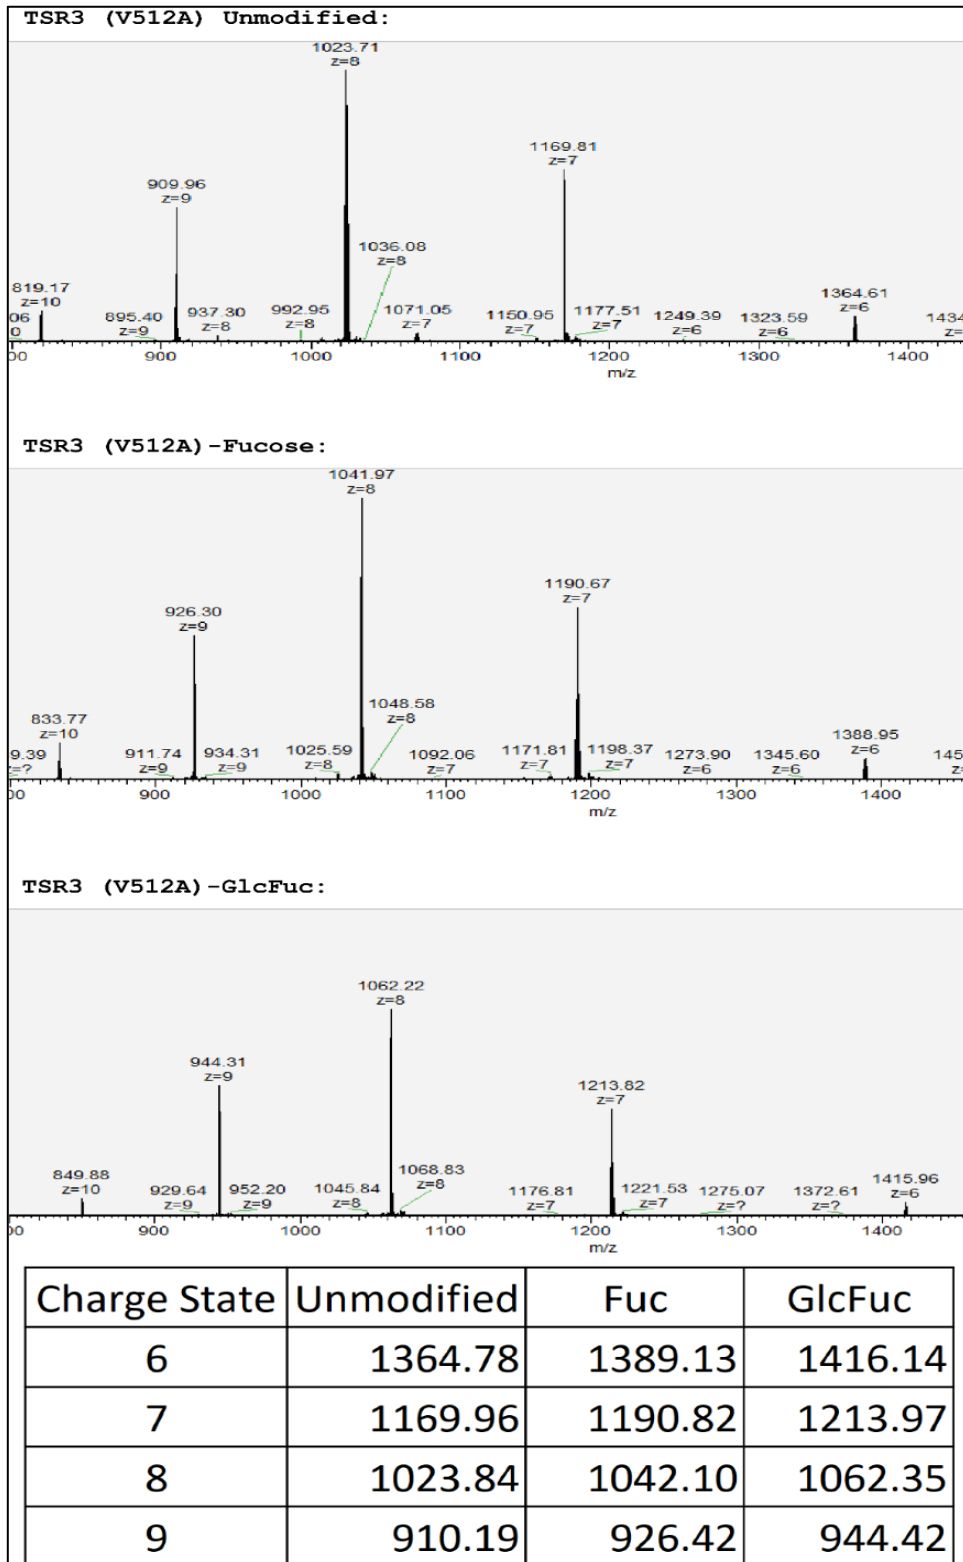 TSR3 (V512A) Unmodified:
1023.71
z=8
1169.81
z=7
909.96
z=9
1036.08
z=8
819.17
z=10
1364.61
z=6
06
0
895.40
z=9
937.30
z=8
992.95
z=8
1071.05
z=7
1150.95
z=7
1177.51
z=7
1249.39
z=6
1323.59
z=6
1434
z=
00 900 1000 1100 1200 1300 1400
m/z
TSR3 (V512A)-Fucose:
1041.97
z=8
1190.67
z=7
926.30
z=9
1048.58
z=8
833.77
z=10
1388.95
z=6
9.39
z=?
911.74
z=9
934.31
z=9
1025.59
z=8
1092.06
z=7
1171.81
z=7
1198.37
z=7
1273.90
z=6
1345.60
z=6
145
z=
00 900 1000 1100 1200 1300 1400
m/z
TSR3 (V512A)-GlcFuc:
1062.22
z=8
944.31
z=9
1213.82
z=7
849.88
z=10
1068.83
z=8
1415.96
z=6
929.64
z=9
952.20
z=9
1045.84
z=8
1176.81
z=7
1221.53
z=7
1275.07
z=?
1372.61
z=?
00 900 1000 1100 1200 1300 1400
m/z
Charge State Unmodified Fuc GlcFuc
6 1364.78 1389.13 1416.14
7 1169.96 1190.82 1213.97
8 1023.84 1042.10 1062.35
9 910.19 926.42 944.42